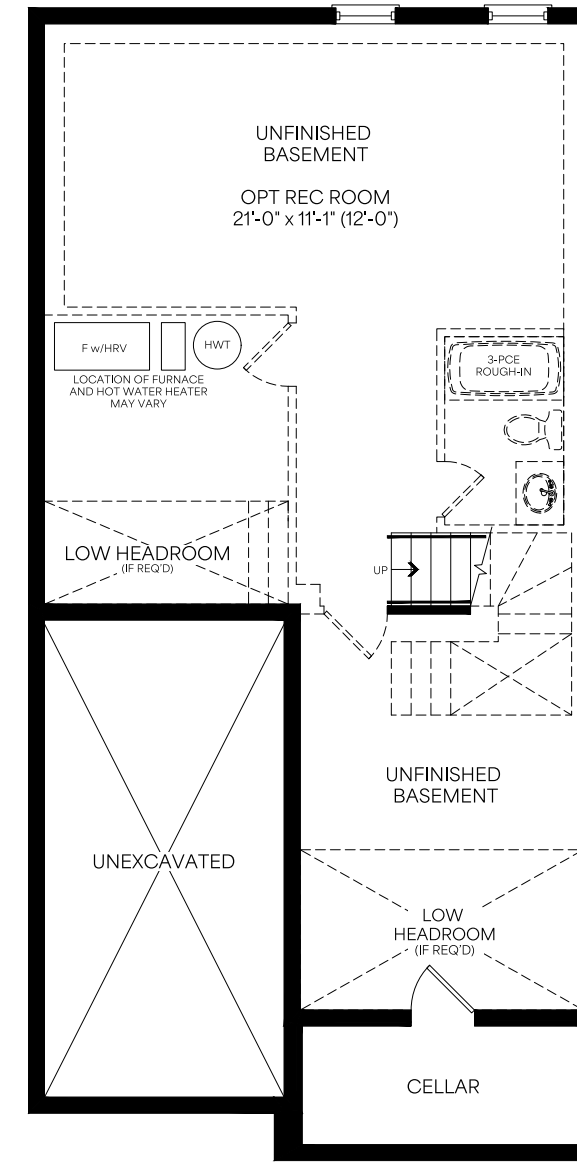 UNFINISHED
BASEMENT
OPT REC ROOM
21'-0" x 11'-1" (12'-0")
F w/HRV
HWT
LOCATION OF FURNACE
AND HOT WATER HEATER
MAY VARY
3-PCE
ROUGH-IN
LOW HEADROOM
(IF REQ'D)
UP
UNFINISHED
BASEMENT
UNEXCAVATED
LOW
HEADROOM
(IF REQ'D)
CELLAR